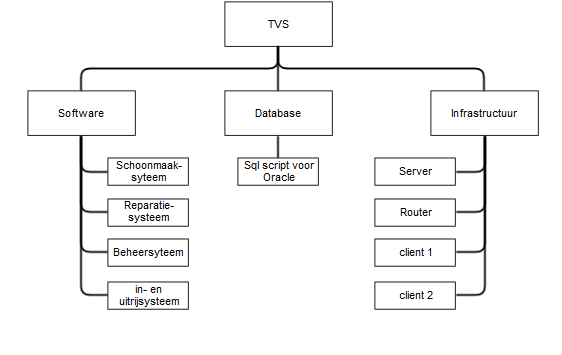 TVS
Software
Database
Infrastructuur
Schoonmaak-
syteem
Reparatie-
systeem
Beheersyteem
in- en
uitrijsysteem
Sql script voor
Oracle
Server
Router
client 1
client 2